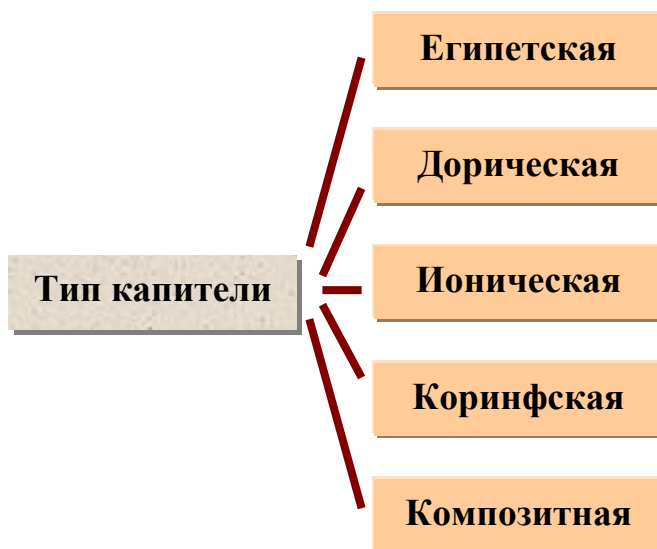 Египетская
Дорическая
Тип капители
Ионическая
Коринфская
Композитная